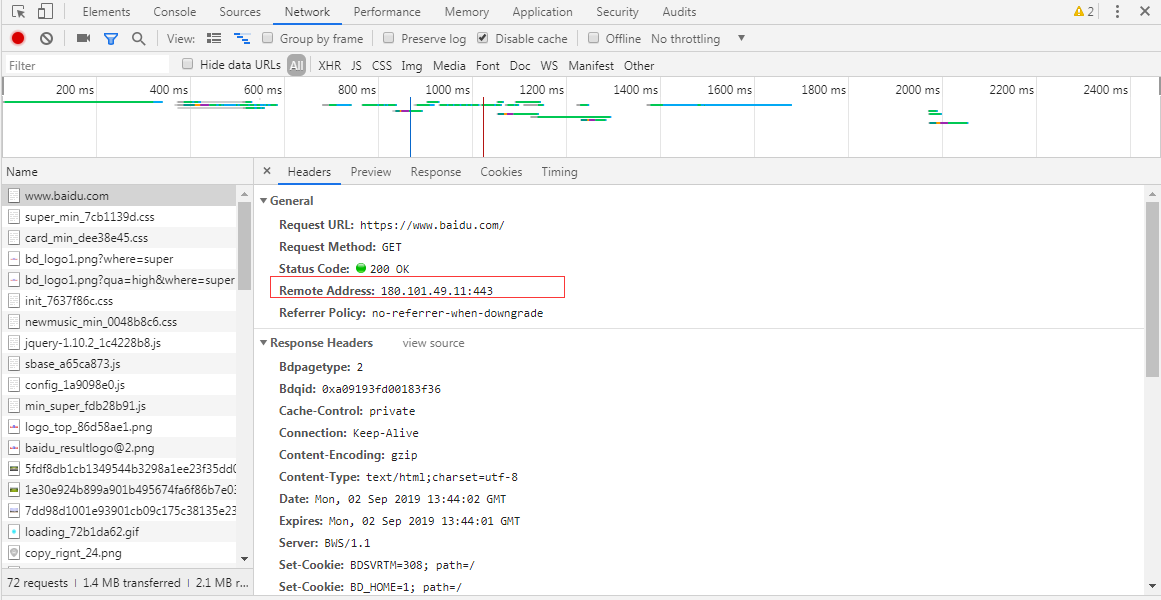 Elements Console Sources Network Performance Memory Application Security Audits 2
View: Group by frame Preserve log Disable cache Offline No throttling
Filter Hide data URLs All XHR JS CSS Img Media Font Doc WS Manifest Other
200 ms 400 ms 600 ms 800 ms 1000 ms 1200 ms 1400 ms 1600 ms 1800 ms 2000 ms 2200 ms 2400 ms
Name
www.baidu.com
super_min_7cb1139d.css
card_min_dee38e45.css
bd_logo1.png?where=super
bd_logo1.png?qua=high&where=super
init_7637f86c.css
newmusic_min_0048b8c6.css
jquery-1.10.2_1c4228b8.js
sbase_a65ca873.js
config_1a9098e0.js
min_super_fdb28b91.js
logo_top_86d58ae1.png
baidu_resultlogo@2.png
5fdf8db1cb1349544b3298a1ee23f35dd0
1e30e924b899a901b495674fa6f86b7e03
7dd98d1001e93901cb09c175c38135e23
loading_72b1da62.gif
copy_rignt_24.png
72 requests 1.4 MB transferred 2.1 MB r...
Headers Preview Response Cookies Timing
General
Request URL: https://www.baidu.com/
Request Method: GET
Status Code: 200 OK
Remote Address: 180.101.49.11:443
Referrer Policy: no-referrer-when-downgrade
Response Headers view source
Bdpagetype: 2
Bdqid: 0xa09193fd00183f36
Cache-Control: private
Connection: Keep-Alive
Content-Encoding: gzip
Content-Type: text/html;charset=utf-8
Date: Mon, 02 Sep 2019 13:44:02 GMT
Expires: Mon, 02 Sep 2019 13:44:01 GMT
Server: BWS/1.1
Set-Cookie: BDSVRTM=308; path=/
Set-Cookie: BD_HOME=1; path=/